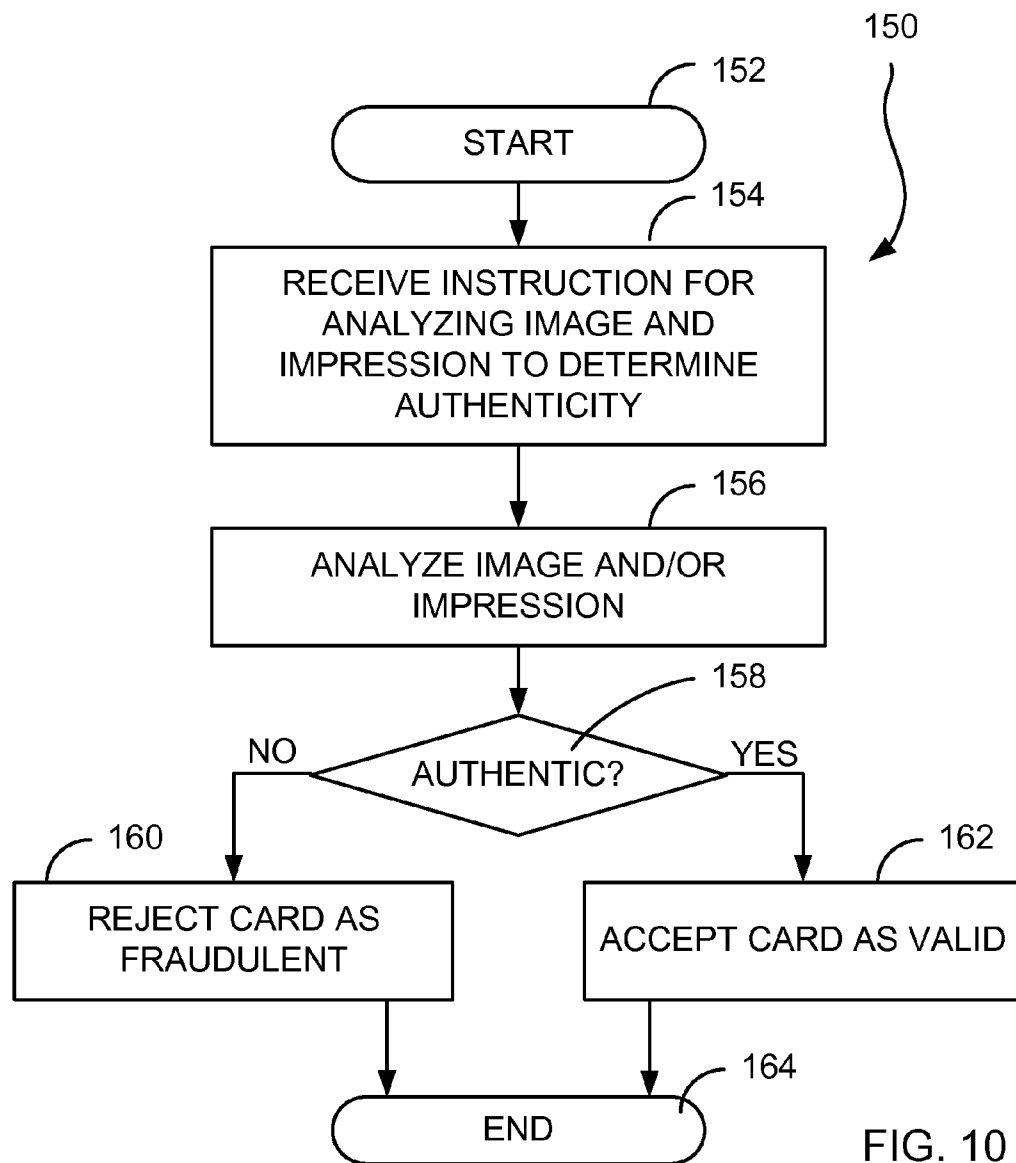 150
152
START
154
RECEIVE INSTRUCTION FOR
ANALYZING IMAGE AND
IMPRESSION TO DETERMINE
AUTHENTICITY
156
ANALYZE IMAGE AND/OR
IMPRESSION
158
NO
AUTHENTIC?
YES
160
REJECT CARD AS
FRAUDULENT
162
ACCEPT CARD AS VALID
164
END
FIG. 10